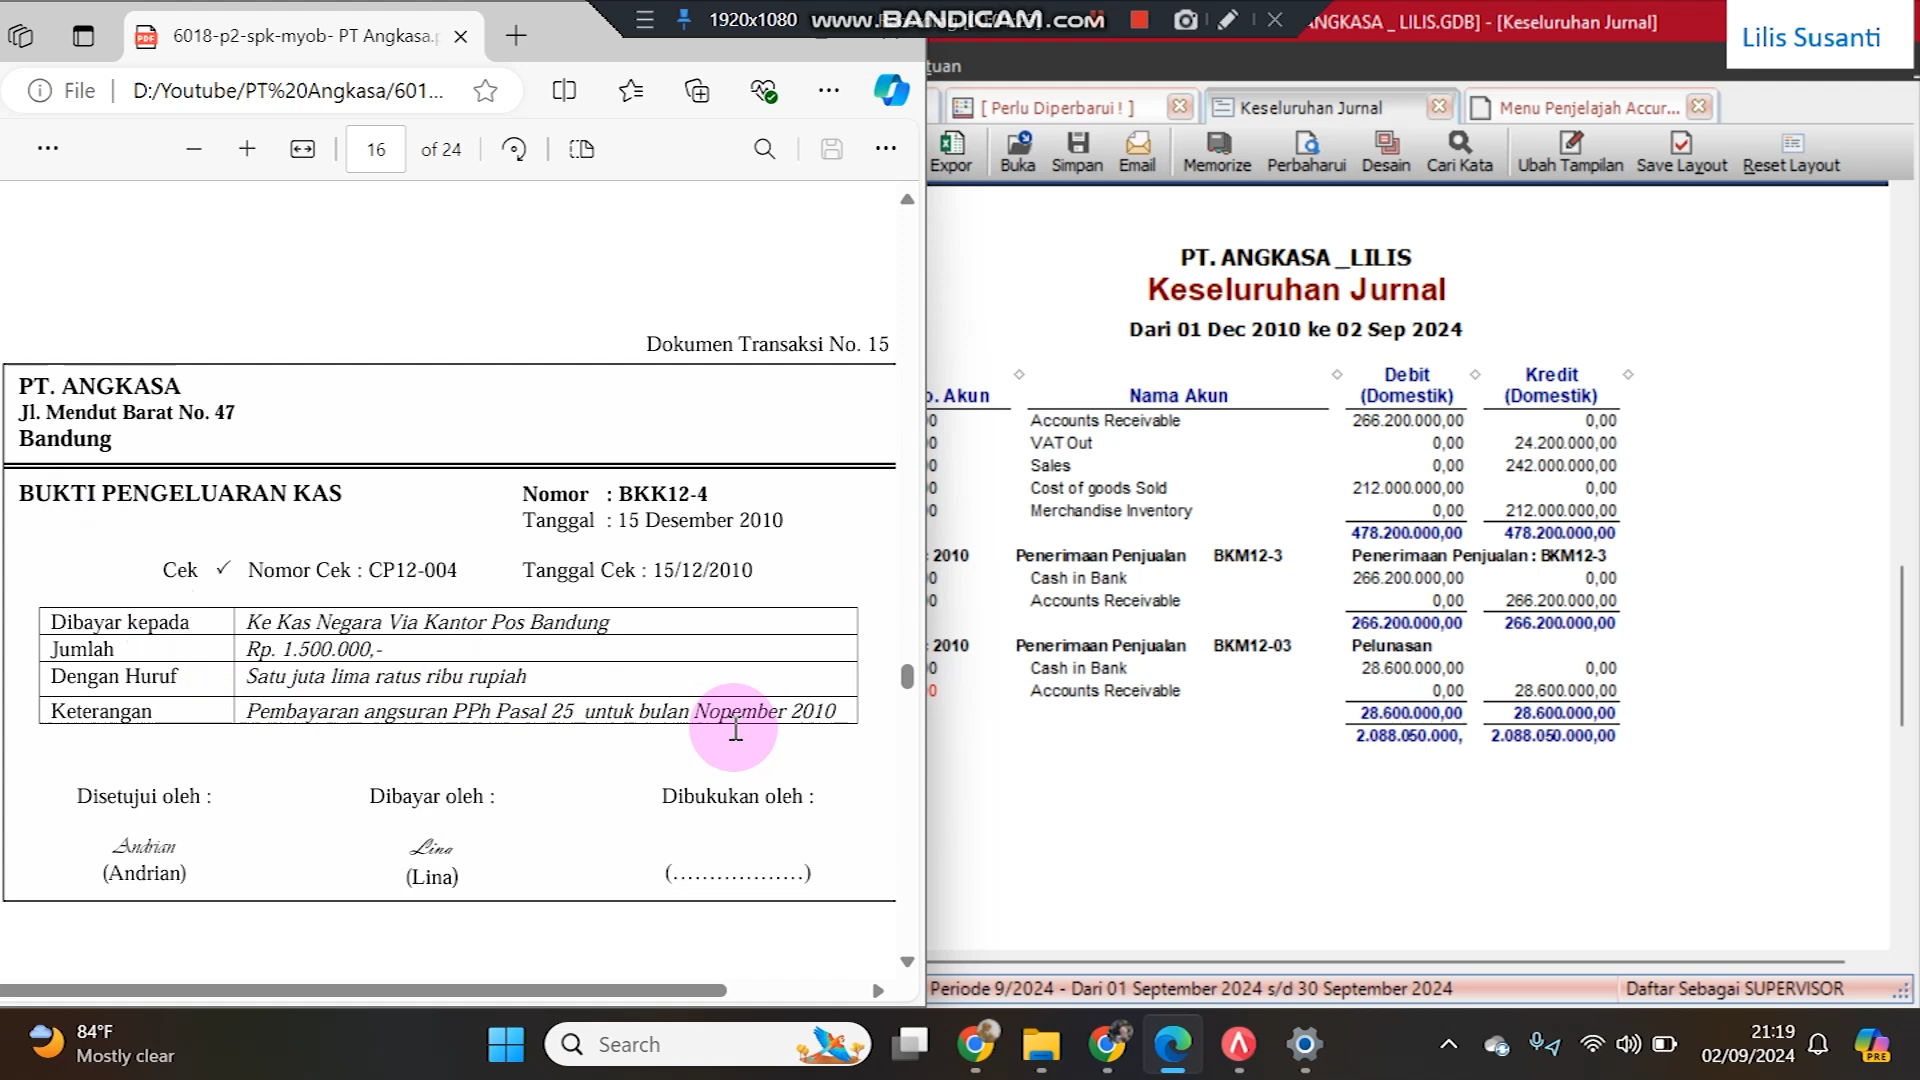 1920x1080
www.BANDICAM.com
ANGKASA _ LILIS.GDB] - [Keseluruhan Jurnal]
Lilis Susanti
6018-p2-spk-myob- PT Angkasa.p
File
D:/Youtube/PT%20Angkasa/601...
16
of 24
tuan
[ Perlu Diperbarui ! ]
Keseluruhan Jurnal
Menu Penjelajah Accur...
Expor
Buka
Simpan
Email
Memorize
Perbaharui
Desain
Cari Kata
Ubah Tampilan
Save Layout
Reset Layout
Dokumen Transaksi No. 15
PT. ANGKASA
Jl. Mendut Barat No. 47
Bandung
BUKTI PENGELUARAN KAS
Nomor : BKK12-4
Tanggal : 15 Desember 2010
Cek ✓ Nomor Cek : CP12-004
Tanggal Cek : 15/12/2010
Dibayar kepada Ke Kas Negara Via Kantor Pos Bandung
Jumlah Rp. 1.500.000,-
Dengan Huruf Satu juta lima ratus ribu rupiah
Keterangan Pembayaran angsuran PPh Pasal 25 untuk bulan Nopember 2010
Disetujui oleh :
Dibayar oleh :
Dibukukan oleh :
Andrian
Lina
(Andrian)
(Lina)
(..................)
PT. ANGKASA _LILIS
Keseluruhan Jurnal
Dari 01 Dec 2010 ke 02 Sep 2024
o. Akun Nama Akun Debit (Domestik) Kredit (Domestik)
0 Accounts Receivable 266.200.000,00 0,00
0 VAT Out 0,00 24.200.000,00
0 Sales 0,00 242.000.000,00
0 Cost of goods Sold 212.000.000,00 0,00
0 Merchandise Inventory 0,00 212.000.000,00
478.200.000,00 478.200.000,00
2010 Penerimaan Penjualan BKM12-3 Penerimaan Penjualan : BKM12-3
0 Cash in Bank 266.200.000,00 0,00
0 Accounts Receivable 0,00 266.200.000,00
266.200.000,00 266.200.000,00
2010 Penerimaan Penjualan BKM12-03 Pelunasan
0 Cash in Bank 28.600.000,00 0,00
0 Accounts Receivable 0,00 28.600.000,00
28.600.000,00 28.600.000,00
2.088.050.000, 2.088.050.000,00
Periode 9/2024 - Dari 01 September 2024 s/d 30 September 2024
Daftar Sebagai SUPERVISOR
84°F
Mostly clear
Search
21:19
02/09/2024
PRE